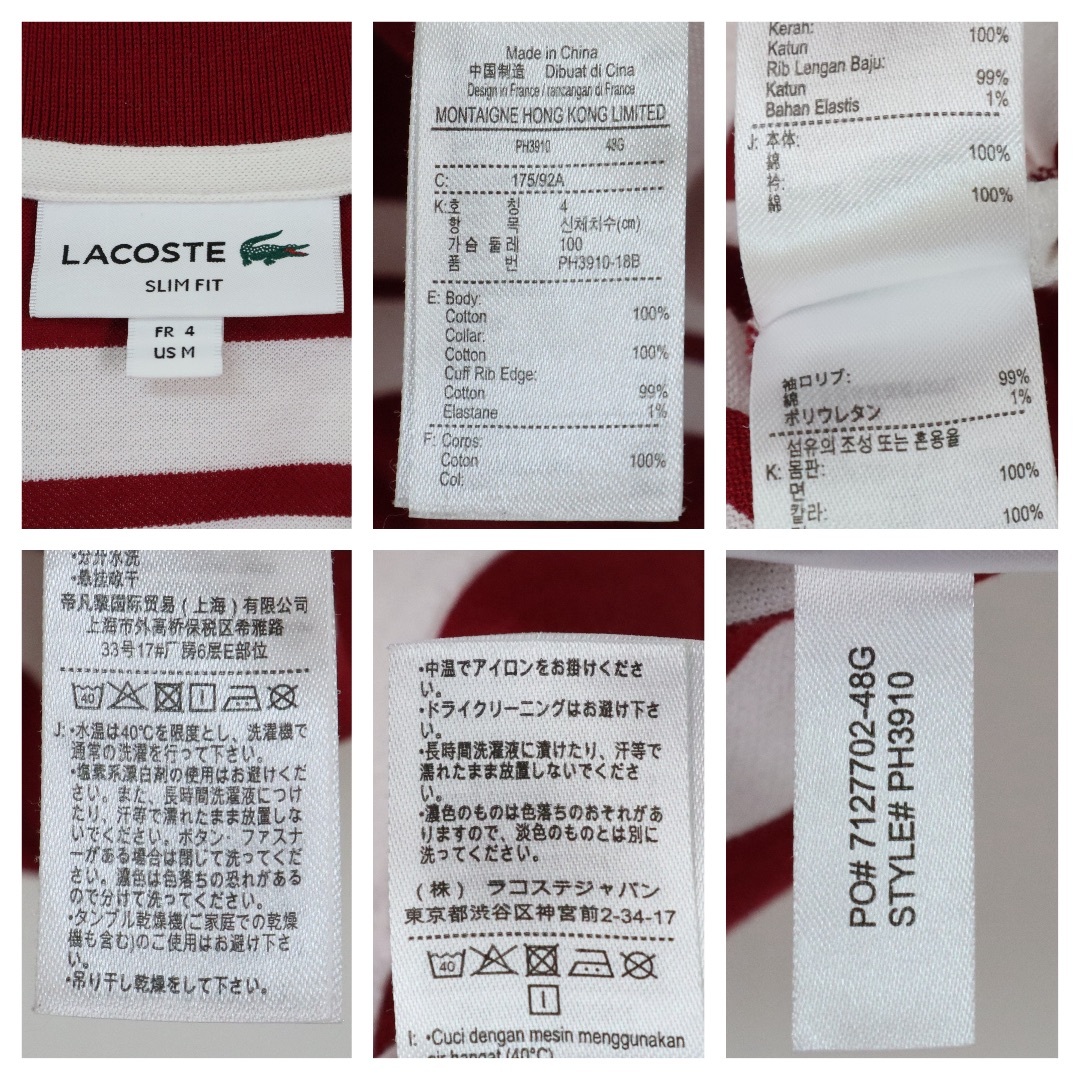 LACOSTE
SLIM FIT
FR 4
US M
Made in China
中国制造 Dibuat di Cina
Design in France / rancangan di France
MONTAIGNE HONG KONG LIMITED
PH3910 48G
C: 175/92A
K:호 칭 4
항 목 신체치수(cm)
가슴 둘레 100
품 번 PH3910-18B
E: Body:
Cotton 100%
Collar:
Cotton 100%
Cuff Rib Edge:
Cotton 99%
Elastane 1%
F: Corps:
Coton 100%
Col:
Kerah:
Katun 100%
Rib Lengan Baju:
Katun 99%
Bahan Elastis 1%
J: 本体:
綿 100%
衿:
綿 100%
袖口リブ:
綿 99%
ポリウレタン 1%
섬유의 조성 또는 혼용율
K: 몸판:
면 100%
칼라:
100%
•分开水洗
•悬挂晾干
帝凡黎国际贸易(上海)有限公司
上海市外高桥保税区希雅路
33号17#厂房6层E部位
40
J:•水温は40℃を限度とし、洗濯機で
通常の洗濯を行って下さい。
•塩素系漂白剤の使用はお避けくだ
さい。また、長時間洗濯液につけ
たり、汗等で濡れたまま放置しな
いでください。ボタン・ファスナ
ーがある場合は閉じて洗ってくだ
さい。濃色は色落ちの恐れがある
ので分けて洗ってください。
•タンブル乾燥機(ご家庭での乾燥
機も含む)のご使用はお避け下さ
い。
•吊り干し乾燥をして下さい。
•中温でアイロンをお掛けくださ
い。
•ドライクリーニングはお避け下さ
い。
•長時間洗濯液に漬けたり、汗等で
濡れたまま放置しないでくださ
い。
•濃色のものは色落ちのおそれがあ
りますので、淡色のものとは別に
洗ってください。
(株) ラコステジャパン
東京都渋谷区神宮前2-34-17
40
I: •Cuci dengan mesin menggunakan
air hangat (40°C)
PO# 7127702-48G
STYLE# PH3910